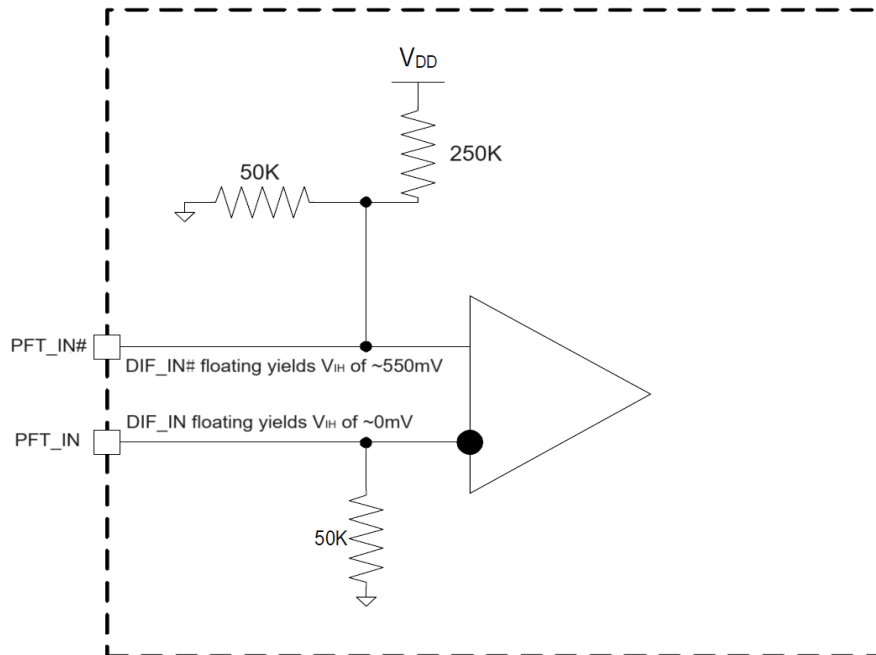 VDD
250K
50K
PFT_IN#
DIF_IN# floating yields VIH of ~550mV
DIF_IN floating yields VIH of ~0mV
PFT_IN
50K